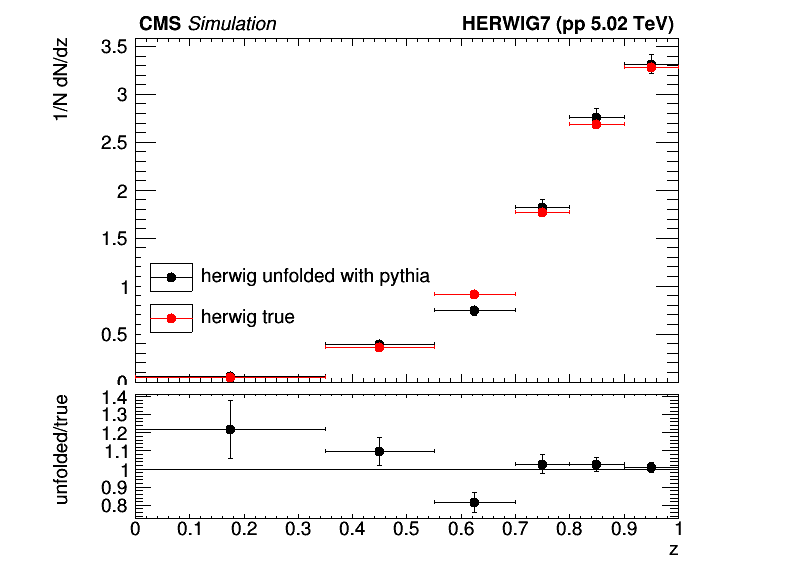 CMS Simulation HERWIG7 (pp 5.02 TeV)
1/N dN/dz
3.5
3
2.5
2
1.5
1
0.5
0
herwig unfolded with pythia
herwig true
unfolded/true
1.4
1.3
1.2
1.1
1
0.9
0.8
0 0.1 0.2 0.3 0.4 0.5 0.6 0.7 0.8 0.9 1
z